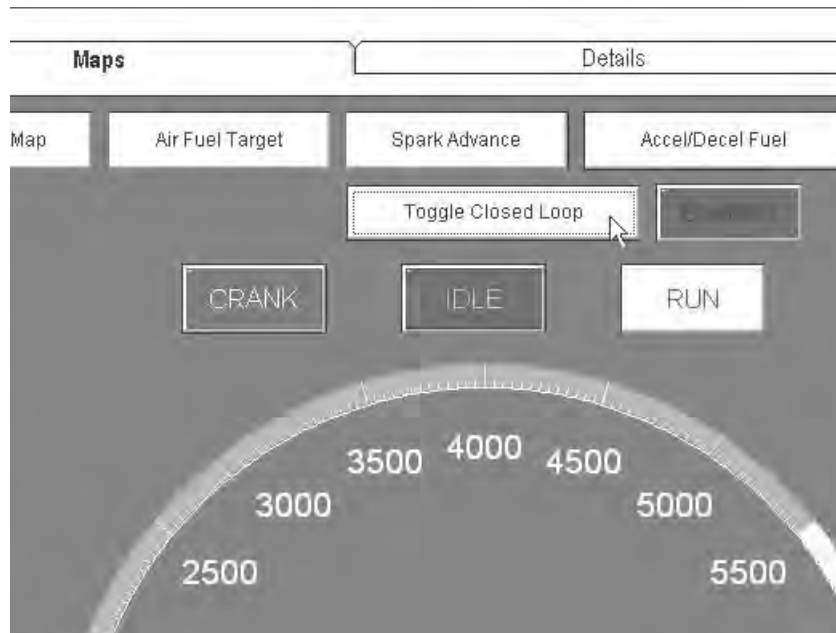 Maps Details
Map Air Fuel Target Spark Advance Accel/Decel Fuel
Toggle Closed Loop
CRANK IDLE RUN
3500 4000 4500
3000 5000
2500 5500